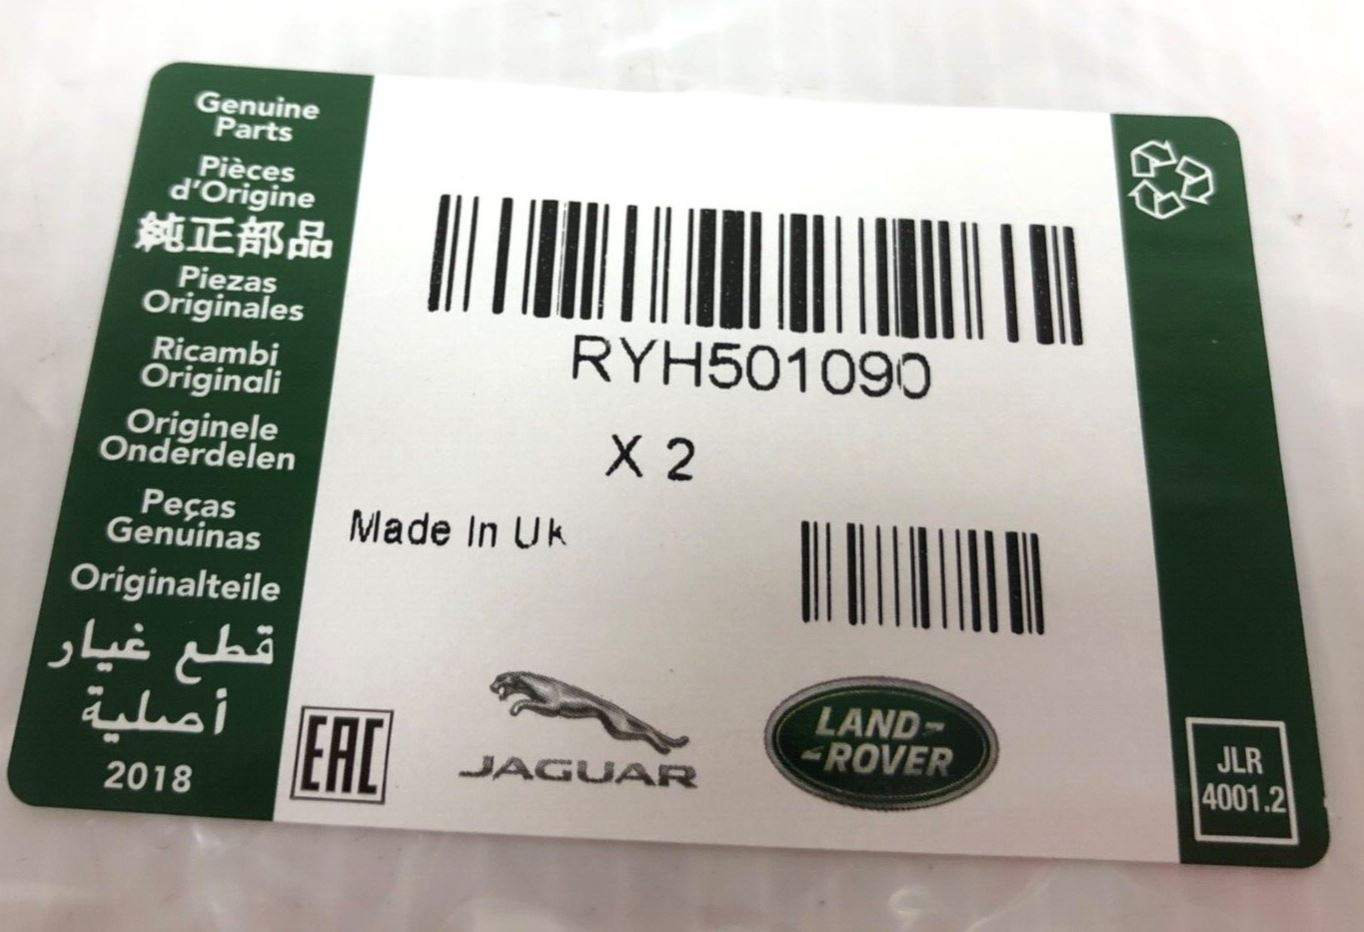 Genuine
Parts
Pièces
d'Origine
純正部品
Piezas
Originales
Ricambi
Originali
Originele
Onderdelen
Peças
Genuinas
Originalteile
قطع غيار
أصلية
2018
RYH501090
X 2
Made In Uk
EAC
JAGUAR
LAND-
-ROVER
JLR
4001.2